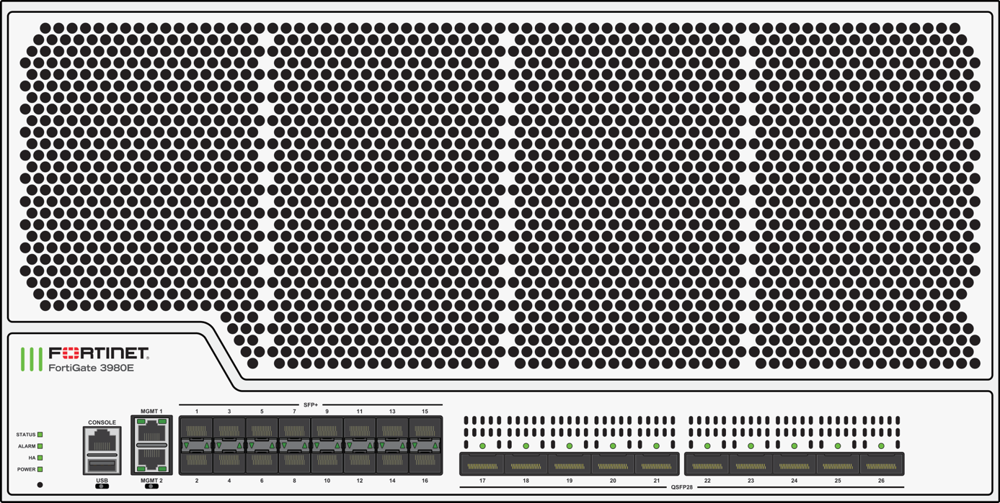 FORTINET®
FortiGate 3980E
SFP+
MGMT 1
1 3 5 7 9 11 13 15
CONSOLE
STATUS
ALARM
HA
POWER
USB
MGMT 2
2 4 6 8 10 12 14 16
17 18 19 20 21 22 23 24 25 26
QSFP28